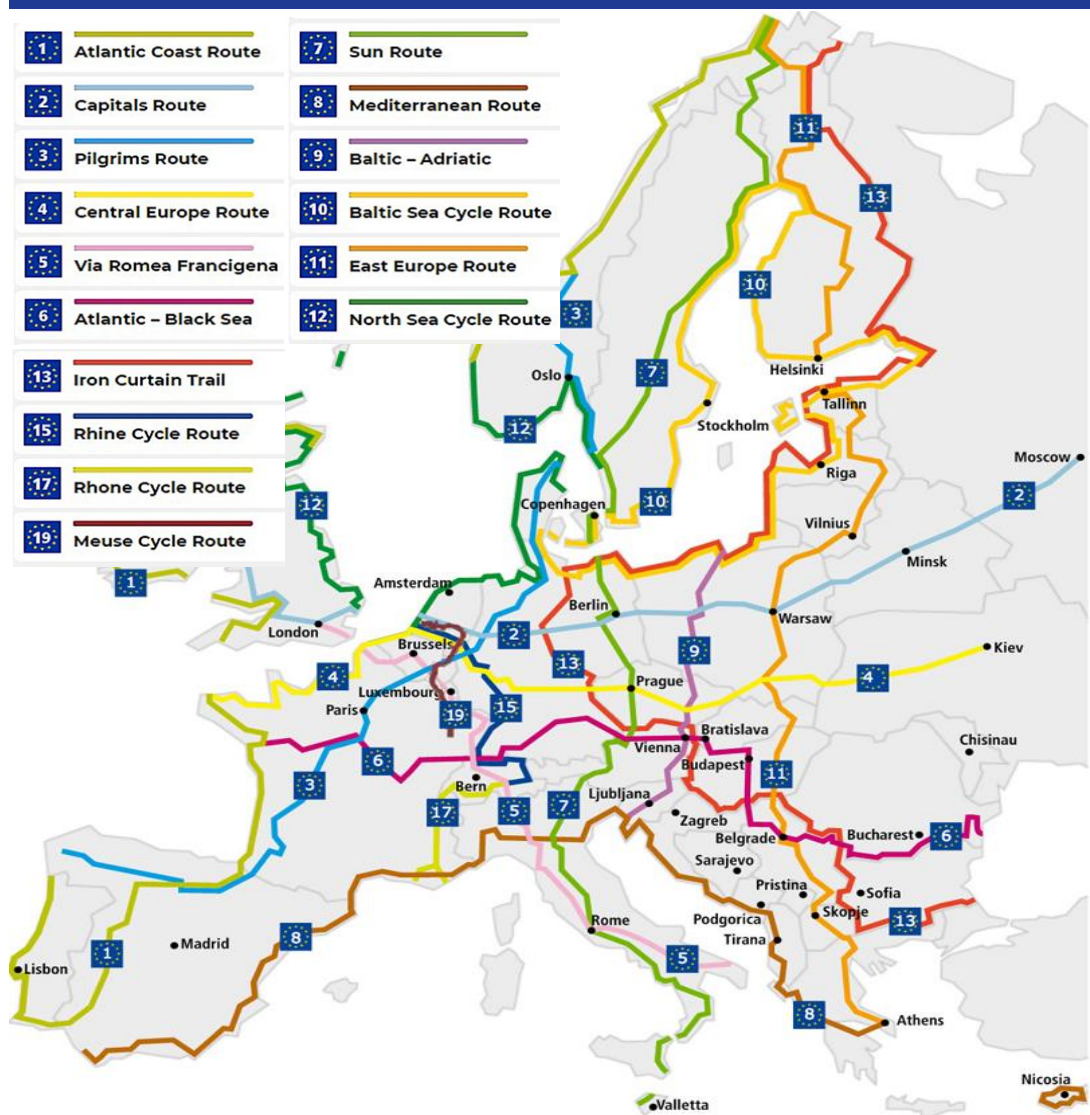 1 Atlantic Coast Route
2 Capitals Route
3 Pilgrims Route
4 Central Europe Route
5 Via Romea Francigena
6 Atlantic – Black Sea
13 Iron Curtain Trail
15 Rhine Cycle Route
17 Rhone Cycle Route
19 Meuse Cycle Route
7 Sun Route
8 Mediterranean Route
9 Baltic – Adriatic
10 Baltic Sea Cycle Route
11 East Europe Route
12 North Sea Cycle Route
11
13
10
3
Helsinki
Oslo
7
Tallinn
Stockholm
12
Riga
Moscow
2
12
10
Copenhagen
Vilnius
Minsk
1
Amsterdam
Berlin
London
2
Warsaw
Brussels
9
Kiev
13
4
4
Prague
Luxembourg
Paris
19
15
Bratislava
Vienna
Chisinau
6
Budapest
3
Bern
11
Ljubljana
5
7
17
Zagreb
Belgrade
Bucharest
6
Sarajevo
Pristina
Sofia
Skopje
13
Podgorica
Rome
8
Madrid
Tirana
1
5
Lisbon
8
Athens
Nicosia
Valletta